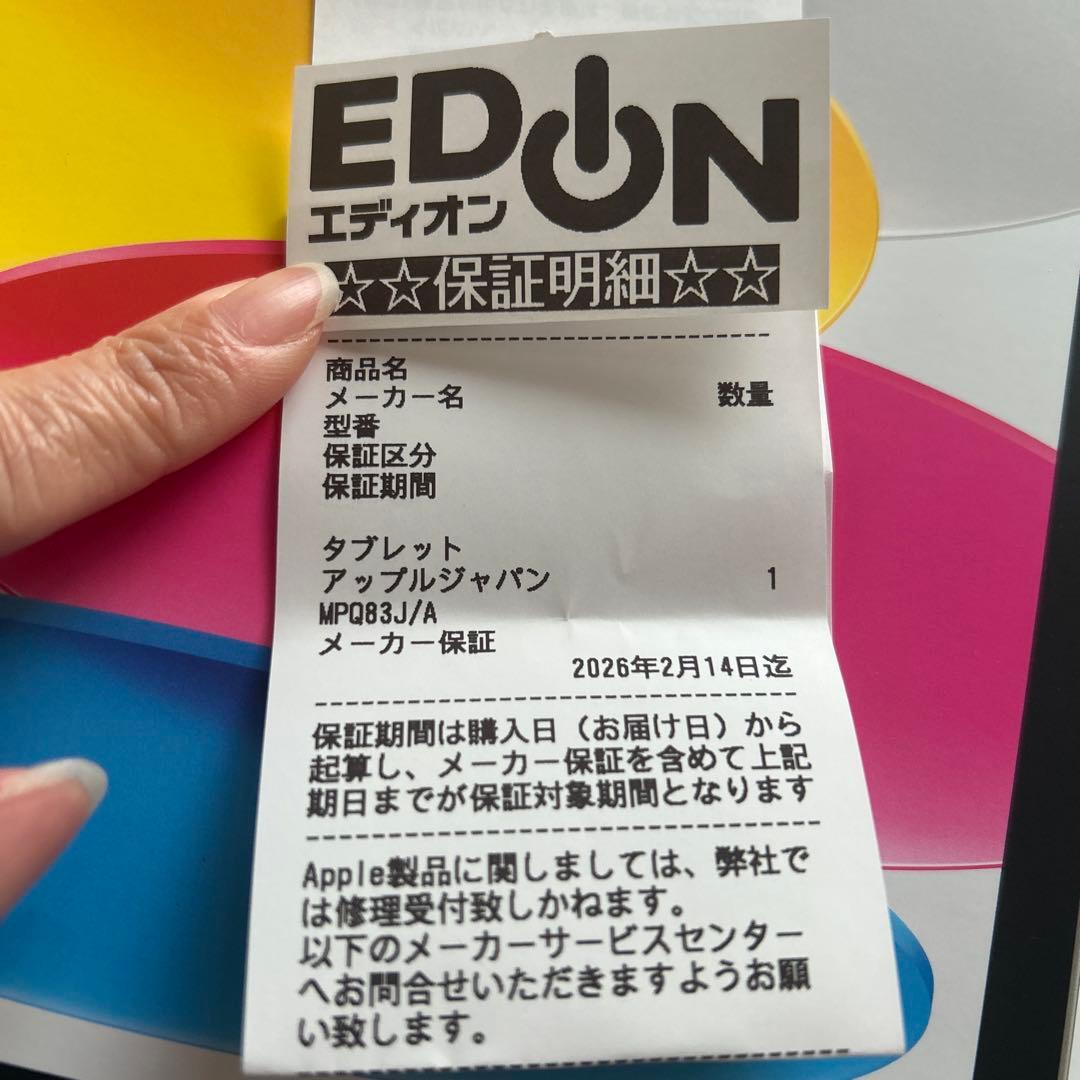 EDION
エディオン
☆☆保証明細☆☆
商品名
メーカー名 数量
型番
保証区分
保証期間
タブレット
アップルジャパン 1
MPQ83J/A
メーカー保証
2026年2月14日迄
保証期間は購入日（お届け日）から
起算し、メーカー保証を含めて上記
期日までが保証対象期間となります
Apple製品に関しましては、弊社で
は修理受付致しかねます。
以下のメーカーサービスセンター
へお問合せいただきますようお願
い致します。